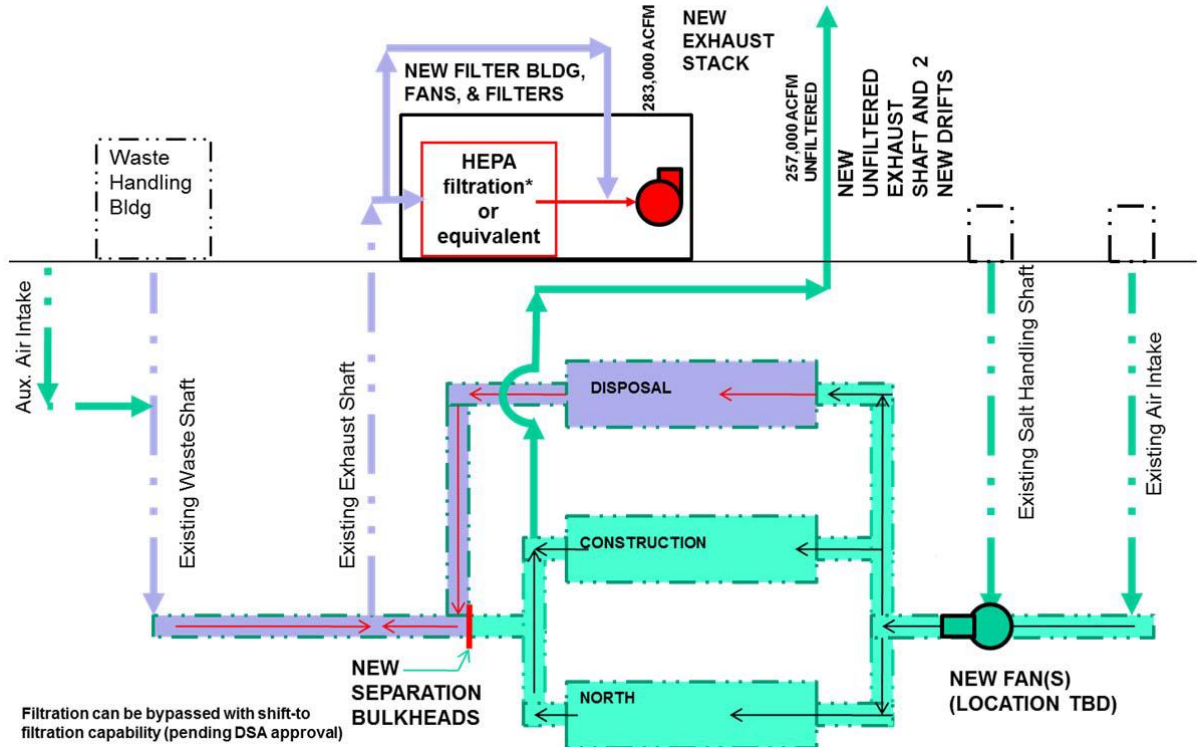 NEW
EXHAUST
STACK
283,000 ACFM
NEW FILTER BLDG,
FANS, & FILTERS
HEPA
filtration*
or
equivalent
Waste
Handling
Bldg
257,000 ACFM
UNFILTERED
NEW
UNFILTERED
EXHAUST
SHAFT AND 2
NEW DRIFTS
Aux. Air Intake
Existing Waste Shaft
Existing Exhaust Shaft
Existing Salt Handling Shaft
Existing Air Intake
DISPOSAL
CONSTRUCTION
NORTH
NEW
SEPARATION
BULKHEADS
NEW FAN(S)
(LOCATION TBD)
Filtration can be bypassed with shift-to
filtration capability (pending DSA approval)